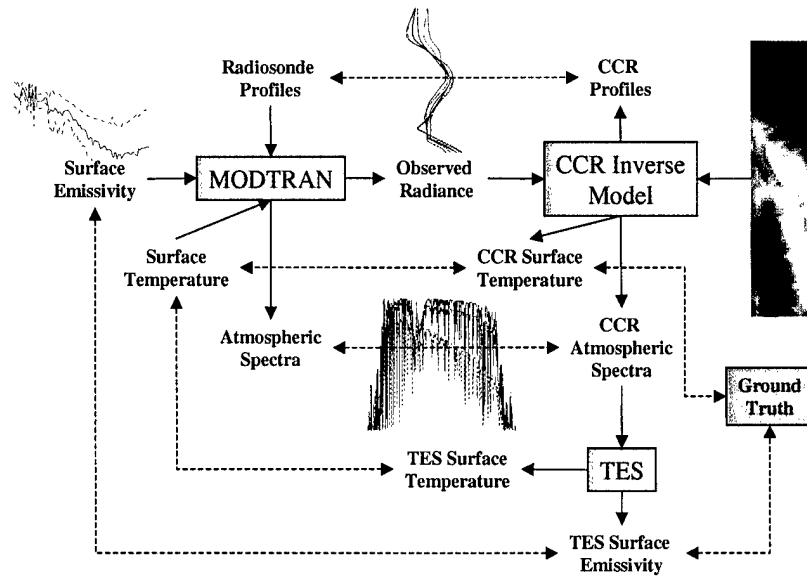 Radiosonde
Profiles
CCR
Profiles
Surface
Emissivity
MODTRAN
Observed
Radiance
CCR Inverse
Model
Surface
Temperature
CCR Surface
Temperature
Atmospheric
Spectra
CCR
Atmospheric
Spectra
Ground
Truth
TES Surface
Temperature
TES
TES Surface
Emissivity